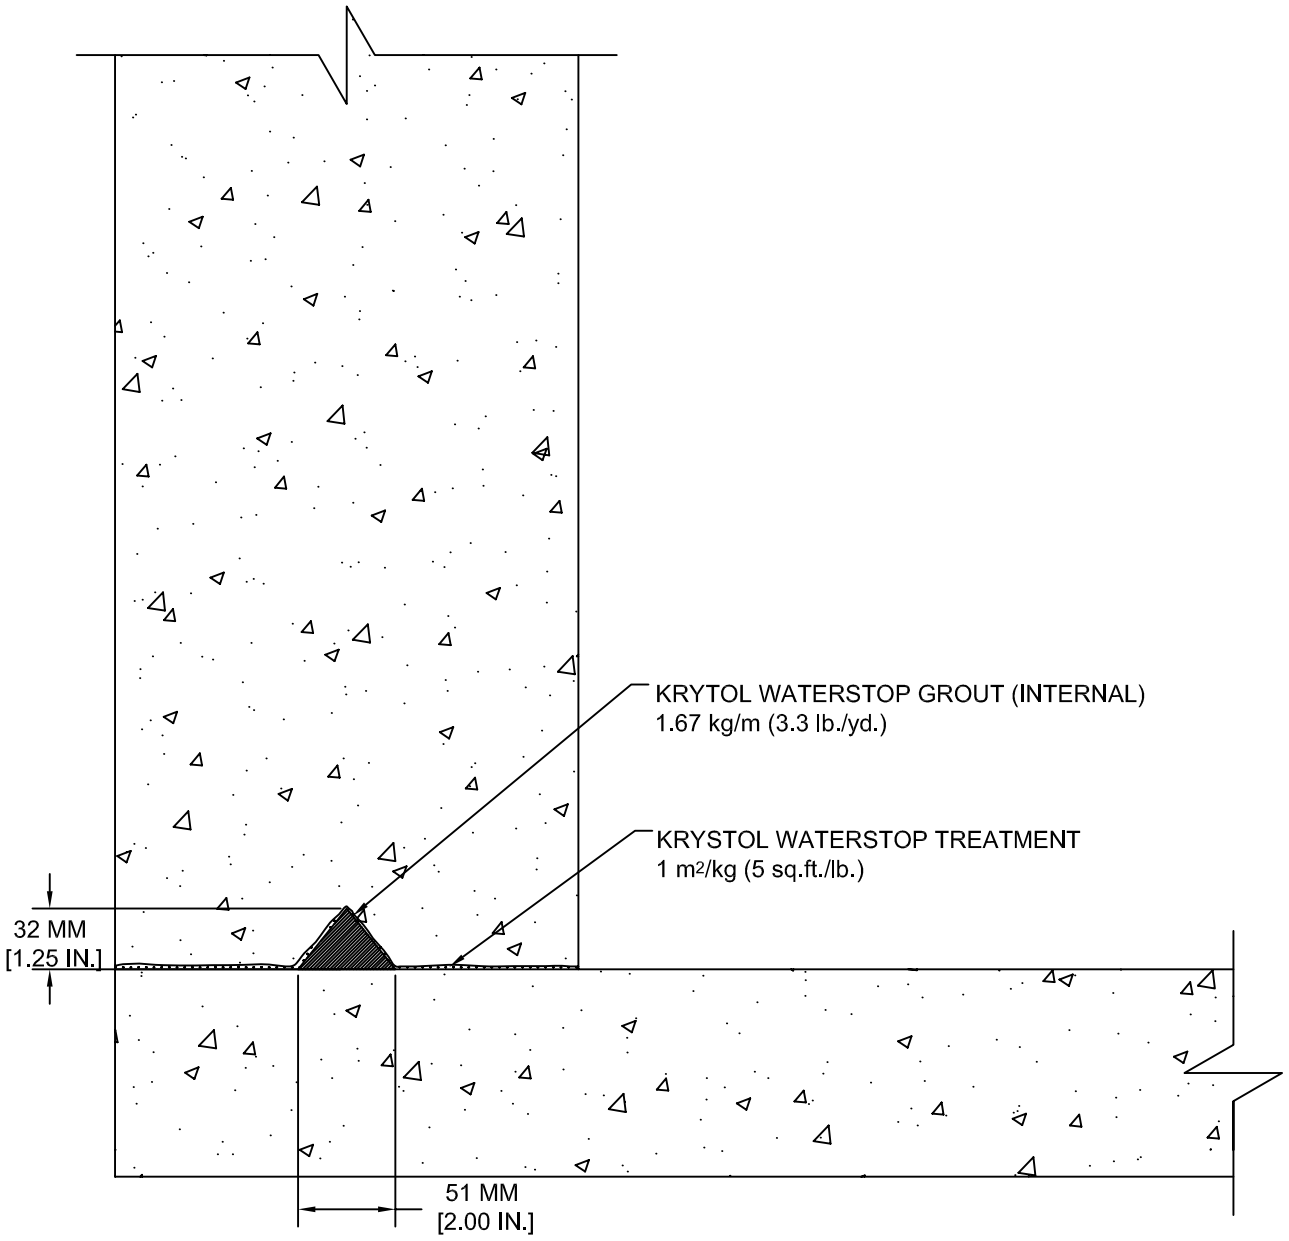 KRYTOL WATERSTOP GROUT (INTERNAL)
1.67 kg/m (3.3 lb./yd.)
KRYSTOL WATERSTOP TREATMENT
1 m²/kg (5 sq.ft./lb.)
32 MM
[1.25 IN.]
51 MM
[2.00 IN.]